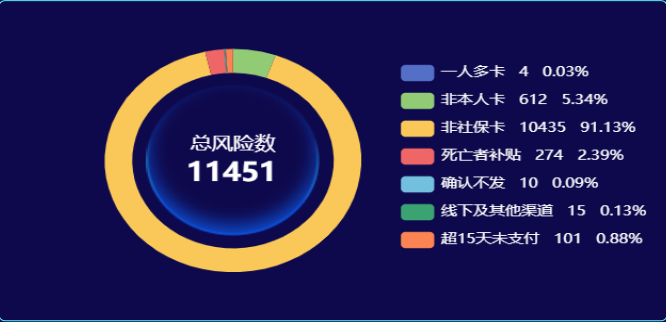 总风险数
11451
一人多卡 4 0.03%
非本人卡 612 5.34%
非社保卡 10435 91.13%
死亡者补贴 274 2.39%
确认不发 10 0.09%
线下及其他渠道 15 0.13%
超15天未支付 101 0.88%